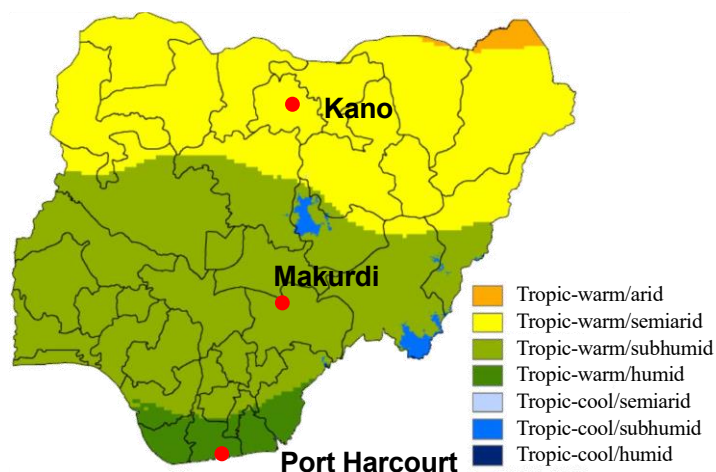 Kano
Makurdi
Tropic-warm/arid
Tropic-warm/semiarid
Tropic-warm/subhumid
Tropic-warm/humid
Tropic-cool/semiarid
Tropic-cool/subhumid
Tropic-cool/humid
Port Harcourt